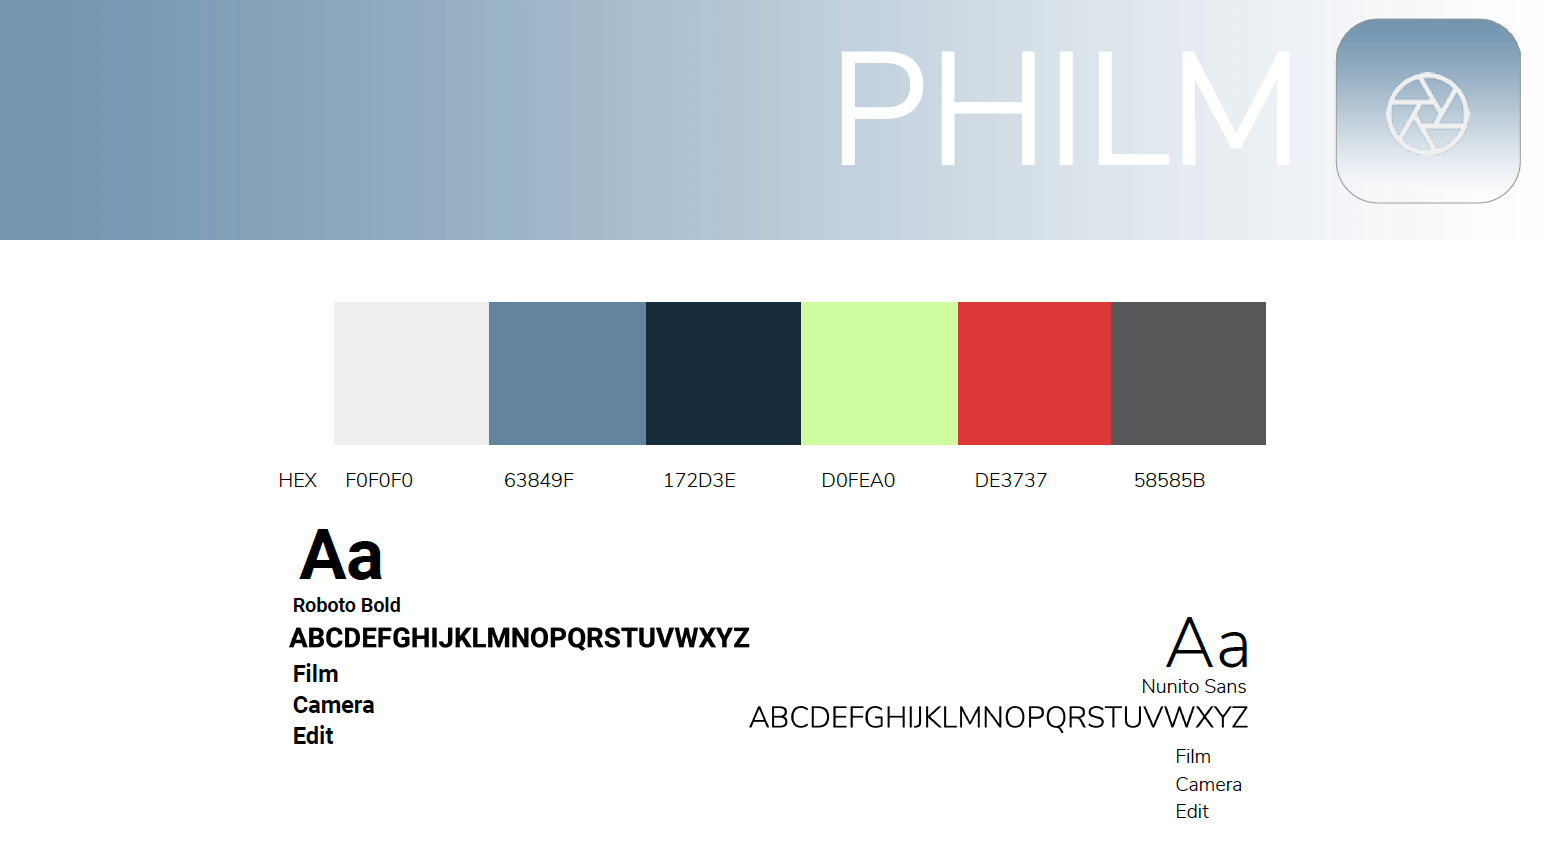 PHILM
HEX F0F0F0 63849F 172D3E D0FEA0 DE3737 58585B
Aa
Roboto Bold
ABCDEFGHIJKLMNOPQRSTUVWXYZ
Film
Camera
Edit
Aa
Nunito Sans
ABCDEFGHIJKLMNOPQRSTUVWXYZ
Film
Camera
Edit